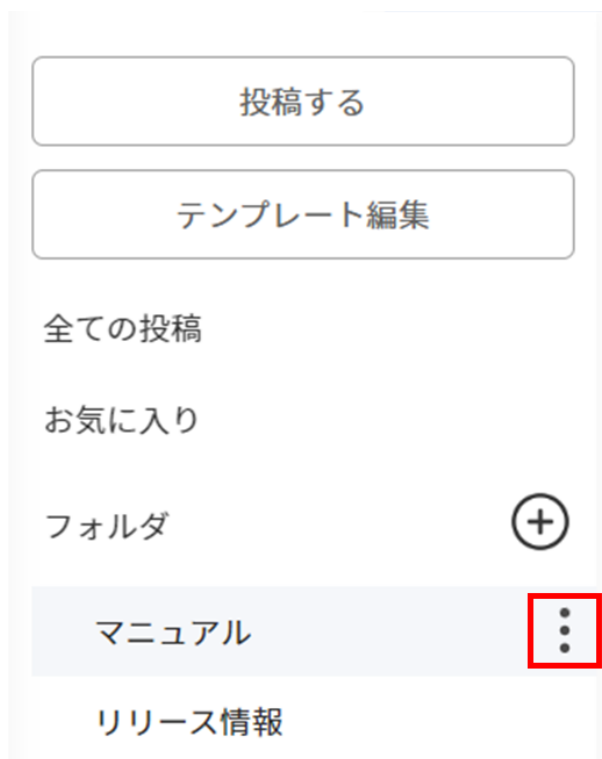 投稿する
テンプレート編集
全ての投稿
お気に入り
フォルダ
マニュアル
リリース情報